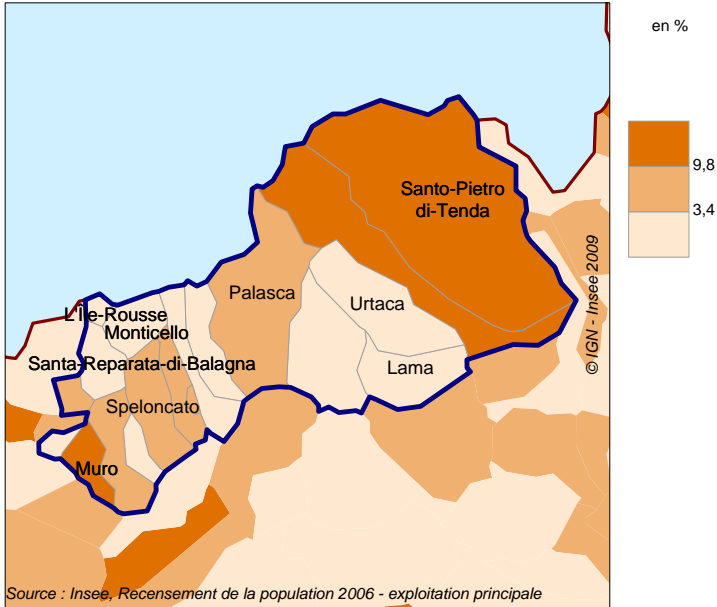 en %
9,8
3,4
Santo-Pietro
di-Tenda
Palasca
Urtaca
L'Île-Rousse
Monticello
Santa-Reparata-di-Balagna
Lama
Speloncato
Muro
© IGN - Insee 2009
Source : Insee, Recensement de la population 2006 - exploitation principale